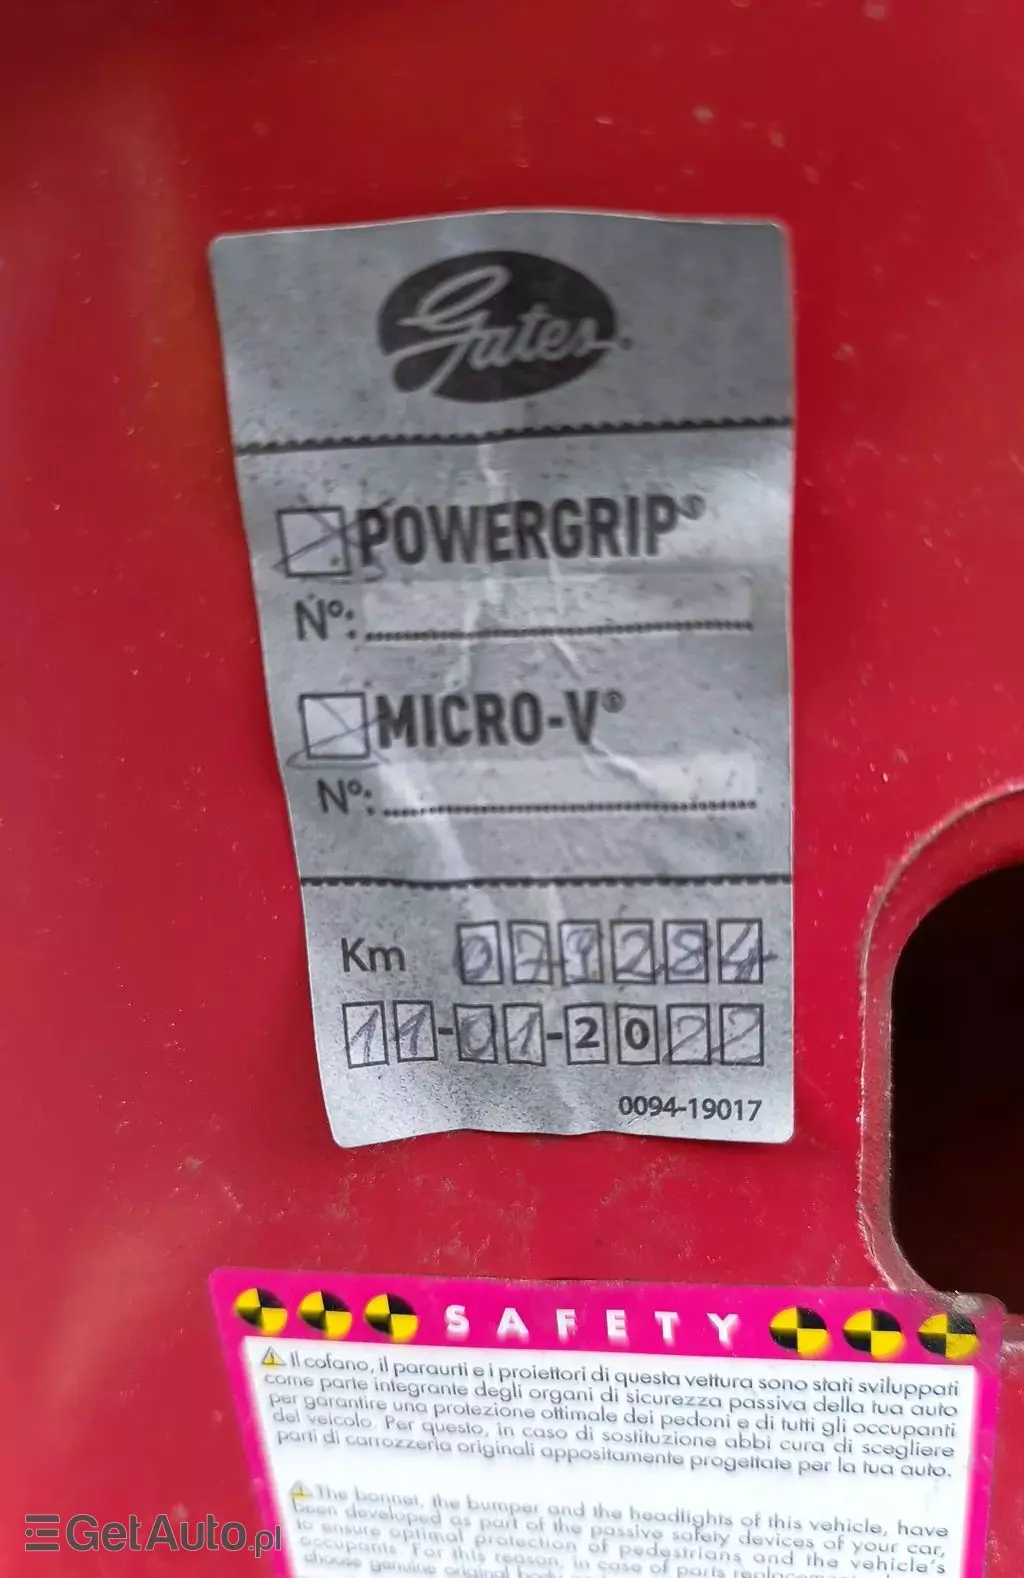 Gates®
POWERGRIP®
N°:
MICRO-V®
N°:
Km 079284
11-01-2022
0094-19017
SAFETY
⚠ Il cofano, il paraurti e i proiettori di questa vettura sono stati sviluppati
come parte integrante degli organi di sicurezza passiva della tua auto
per garantire una protezione ottimale dei pedoni e di tutti gli occupanti
del veicolo. Per questo, in caso di sostituzione abbi cura di scegliere
parti di carrozzeria originali appositamente progettate per la tua auto.
⚠ The bonnet, the bumper and the headlights of this vehicle, have
been developed as part of the passive safety devices of your car,
to ensure optimal protection of pedestrians and the vehicle's
occupants. For this reason, in case of parts
choose genuine original body
GetAuto.pl